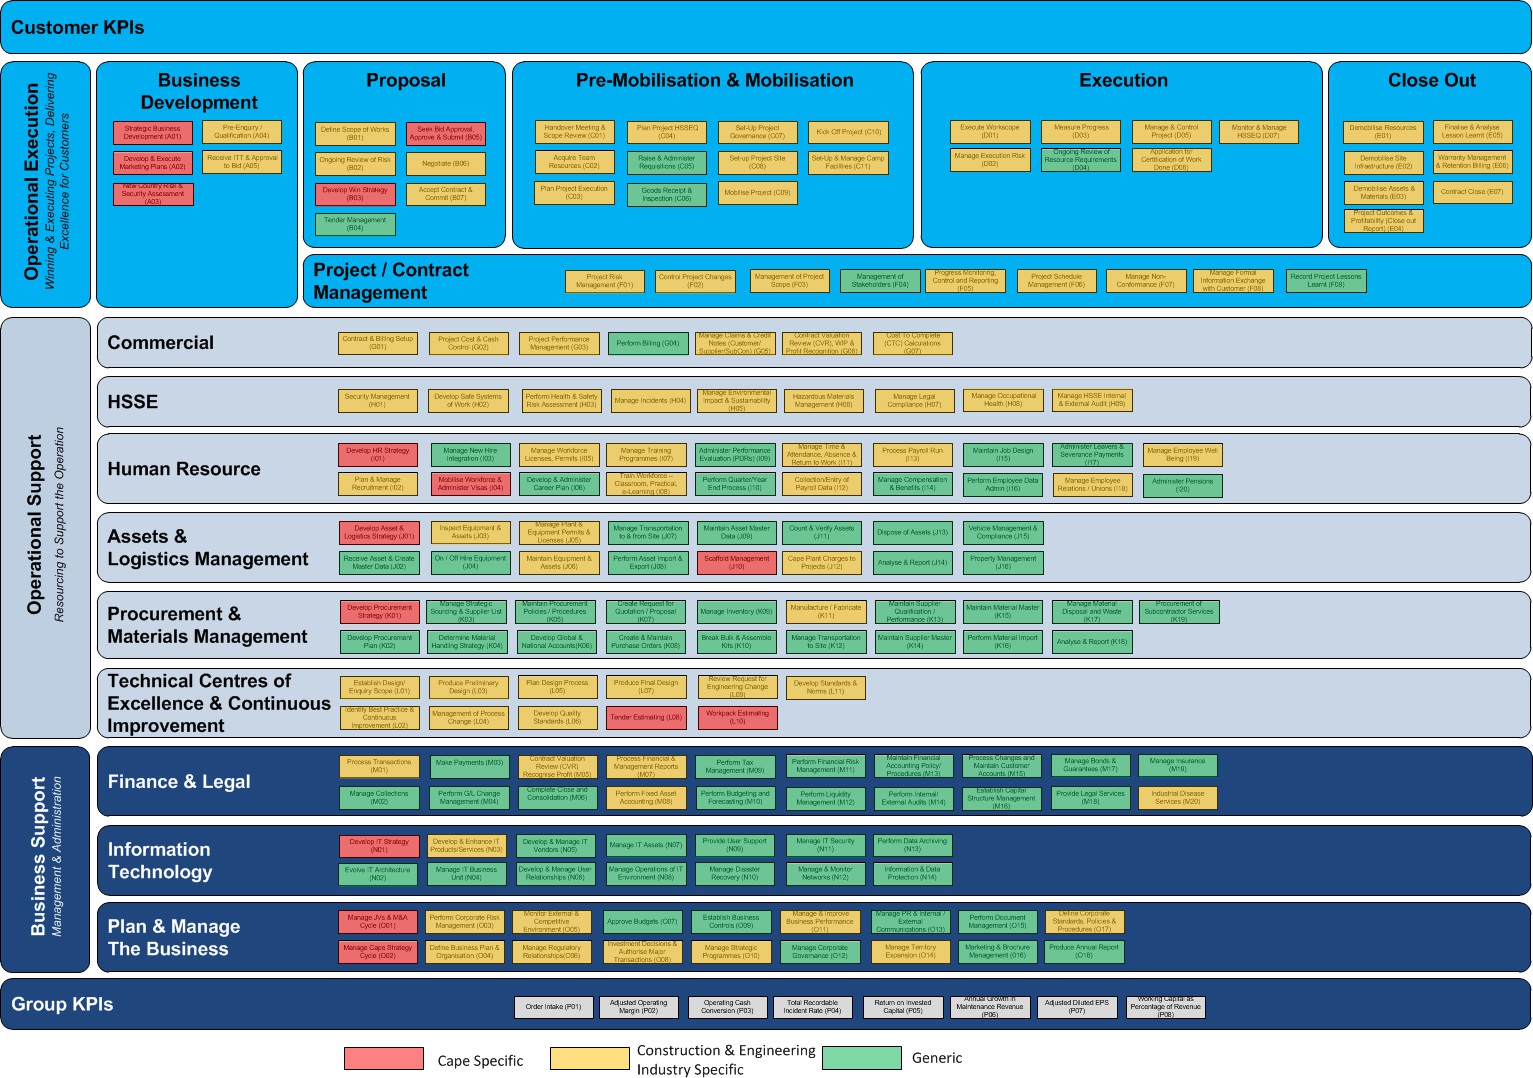 Customer KPIs
Operational Execution
Winning & Executing Projects, Delivering
Excellence for Customers
Business
Development
Strategic Business
Development (A01)
Pre-Enquiry /
Qualification (A04)
Develop & Execute
Marketing Plans (A02)
Receive ITT & Approval
to Bid (A05)
New Country Risk &
Security Assessment
(A03)
Proposal
Define Scope of Works
(B01)
Seek Bid Approval,
Approve & Submit (B05)
Ongoing Review of Risk
(B02)
Negotiate (B06)
Develop Win Strategy
(B03)
Accept Contract &
Commit (B07)
Tender Management
(B04)
Pre-Mobilisation & Mobilisation
Handover Meeting &
Scope Review (C01)
Plan Project HSSEQ
(C04)
Set-Up Project
Governance (C07)
Kick Off Project (C10)
Acquire Team
Resources (C02)
Raise & Administer
Requisitions (C05)
Set-up Project Site
(C08)
Set-Up & Manage Camp
Facilities (C11)
Plan Project Execution
(C03)
Goods Receipt &
Inspection (C06)
Mobilise Project (C09)
Execution
Execute Workscope
(D01)
Measure Progress
(D03)
Manage & Control
Project (D05)
Monitor & Manage
HSSEQ (D07)
Manage Execution Risk
(D02)
Ongoing Review of
Resource Requirements
(D04)
Application for
Certification of Work
Done (D06)
Close Out
Demobilise Resources
(E01)
Finalise & Analyse
Lesson Learnt (E05)
Demobilise Site
Infrastructure (E02)
Warranty Management
& Retention Billing (E06)
Demobilise Assets &
Materials (E03)
Contract Close (E07)
Project Outcomes &
Profitability (Close out
Report) (E04)
Project / Contract
Management
Project Risk
Management (F01)
Control Project Changes
(F02)
Management of Project
Scope (F03)
Management of
Stakeholders (F04)
Progress Monitoring,
Control and Reporting
(F05)
Project Schedule
Management (F06)
Manage Non-
Conformance (F07)
Manage Formal
Information Exchange
with Customer (F08)
Record Project Lessons
Learnt (F09)
Operational Support
Resourcing to Support the Operation
Commercial
Contract & Billing Setup
(G01)
Project Cost & Cash
Control (G02)
Project Performance
Management (G03)
Perform Billing (G04)
Manage Claims & Credit
Notes (Customer/
Supplier/SubCon) (G05)
Contract Valuation
Review (CVR), WIP &
Profit Recognition (G06)
Cost To Complete
(CTC) Calculations
(G07)
HSSE
Security Management
(H01)
Develop Safe Systems
of Work (H02)
Perform Health & Safety
Risk Assessment (H03)
Manage Incidents (H04)
Manage Environmental
Impact & Sustainability
(H05)
Hazardous Materials
Management (H06)
Manage Legal
Compliance (H07)
Manage Occupational
Health (H08)
Manage HSSE Internal
& External Audit (H09)
Human Resource
Develop HR Strategy
(I01)
Manage New Hire
Integration (I03)
Manage Workforce
Licenses, Permits (I05)
Manage Training
Programmes (I07)
Administer Performance
Evaluation (PDRs) (I09)
Manage Time &
Attendance, Absence &
Return to Work (I11)
Process Payroll Run
(I13)
Maintain Job Design
(I15)
Administer Leavers &
Severance Payments
(I17)
Manage Employee Well
Being (I19)
Plan & Manage
Recruitment (I02)
Mobilise Workforce &
Administer Visas (I04)
Develop & Administer
Career Plan (I06)
Train Workforce –
Classroom, Practical,
e-Learning (I08)
Perform Quarter/Year
End Process (I10)
Collection/Entry of
Payroll Data (I12)
Manage Compensation
& Benefits (I14)
Perform Employee Data
Admin (I16)
Manage Employee
Relations / Unions (I18)
Administer Pensions
(I20)
Assets &
Logistics Management
Develop Asset &
Logistics Strategy (J01)
Inspect Equipment &
Assets (J03)
Manage Plant &
Equipment Permits &
Licenses (J05)
Manage Transportation
to & from Site (J07)
Maintain Asset Master
Data (J09)
Count & Verify Assets
(J11)
Dispose of Assets (J13)
Vehicle Management &
Compliance (J15)
Receive Asset & Create
Master Data (J02)
On / Off Hire Equipment
(J04)
Maintain Equipment &
Assets (J06)
Perform Asset Import &
Export (J08)
Scaffold Management
(J10)
Cape Plant Charges to
Projects (J12)
Analyse & Report (J14)
Property Management
(J16)
Procurement &
Materials Management
Develop Procurement
Strategy (K01)
Manage Strategic
Sourcing & Supplier List
(K03)
Maintain Procurement
Policies / Procedures
(K05)
Create Request for
Quotation / Proposal
(K07)
Manage Inventory (K09)
Manufacture / Fabricate
(K11)
Maintain Supplier
Qualification /
Performance (K13)
Maintain Material Master
(K15)
Manage Material
Disposal and Waste
(K17)
Procurement of
Subcontractor Services
(K19)
Develop Procurement
Plan (K02)
Determine Material
Handling Strategy (K04)
Develop Global &
National Accounts(K06)
Create & Maintain
Purchase Orders (K08)
Break Bulk & Assemble
Kits (K10)
Manage Transportation
to Site (K12)
Maintain Supplier Master
(K14)
Perform Material Import
(K16)
Analyse & Report (K18)
Technical Centres of
Excellence & Continuous
Improvement
Establish Design/
Enquiry Scope (L01)
Produce Preliminary
Design (L03)
Plan Design Process
(L05)
Produce Final Design
(L07)
Review Request for
Engineering Change
(L09)
Develop Standards &
Norms (L11)
Identify Best Practice &
Continuous
Improvement (L02)
Management of Process
Change (L04)
Develop Quality
Standards (L06)
Tender Estimating (L08)
Workpack Estimating
(L10)
Business Support
Management & Administration
Finance & Legal
Process Transactions
(M01)
Make Payments (M03)
Contract Valuation
Review (CVR)
Recognise Profit (M05)
Process Financial &
Management Reports
(M07)
Perform Tax
Management (M09)
Perform Financial Risk
Management (M11)
Maintain Financial
Accounting Policy/
Procedures (M13)
Process Changes and
Maintain Customer
Accounts (M15)
Manage Bonds &
Guarantees (M17)
Manage Insurance
(M19)
Manage Collections
(M02)
Perform G/L Change
Management (M04)
Complete Close and
Consolidation (M06)
Perform Fixed Asset
Accounting (M08)
Perform Budgeting and
Forecasting (M10)
Perform Liquidity
Management (M12)
Perform Internal/
External Audits (M14)
Establish Capital
Structure Management
(M16)
Provide Legal Services
(M18)
Industrial Disease
Services (M20)
Information
Technology
Develop IT Strategy
(N01)
Develop & Enhance IT
Products/Services (N03)
Develop & Manage IT
Vendors (N05)
Manage IT Assets (N07)
Provide User Support
(N09)
Manage IT Security
(N11)
Perform Data Archiving
(N13)
Evolve IT Architecture
(N02)
Manage IT Business
Unit (N04)
Develop & Manage User
Relationships (N06)
Manage Operations of IT
Environment (N08)
Manage Disaster
Recovery (N10)
Manage & Monitor
Networks (N12)
Information & Data
Protection (N14)
Plan & Manage
The Business
Manage JVs & M&A
Cycle (O01)
Perform Corporate Risk
Management (O03)
Monitor External &
Competitive
Environment (O05)
Approve Budgets (O07)
Establish Business
Controls (O09)
Manage & Improve
Business Performance
(O11)
Manage PR & Internal /
External
Communications (O13)
Perform Document
Management (O15)
Define Corporate
Standards, Policies &
Procedures (O17)
Manage Cape Strategy
Cycle (O02)
Define Business Plan &
Organisation (O04)
Manage Regulatory
Relationships(O06)
Investment Decisions &
Authorise Major
Transactions (O08)
Manage Strategic
Programmes (O10)
Manage Corporate
Governance (O12)
Manage Territory
Expansion (O14)
Marketing & Brochure
Management (O16)
Produce Annual Report
(O18)
Group KPIs
Order Intake (P01)
Adjusted Operating
Margin (P02)
Operating Cash
Conversion (P03)
Total Recordable
Incident Rate (P04)
Return on Invested
Capital (P05)
Annual Growth in
Maintenance Revenue
(P06)
Adjusted Diluted EPS
(P07)
Working Capital as
Percentage of Revenue
(P08)
Cape Specific
Construction & Engineering
Industry Specific
Generic